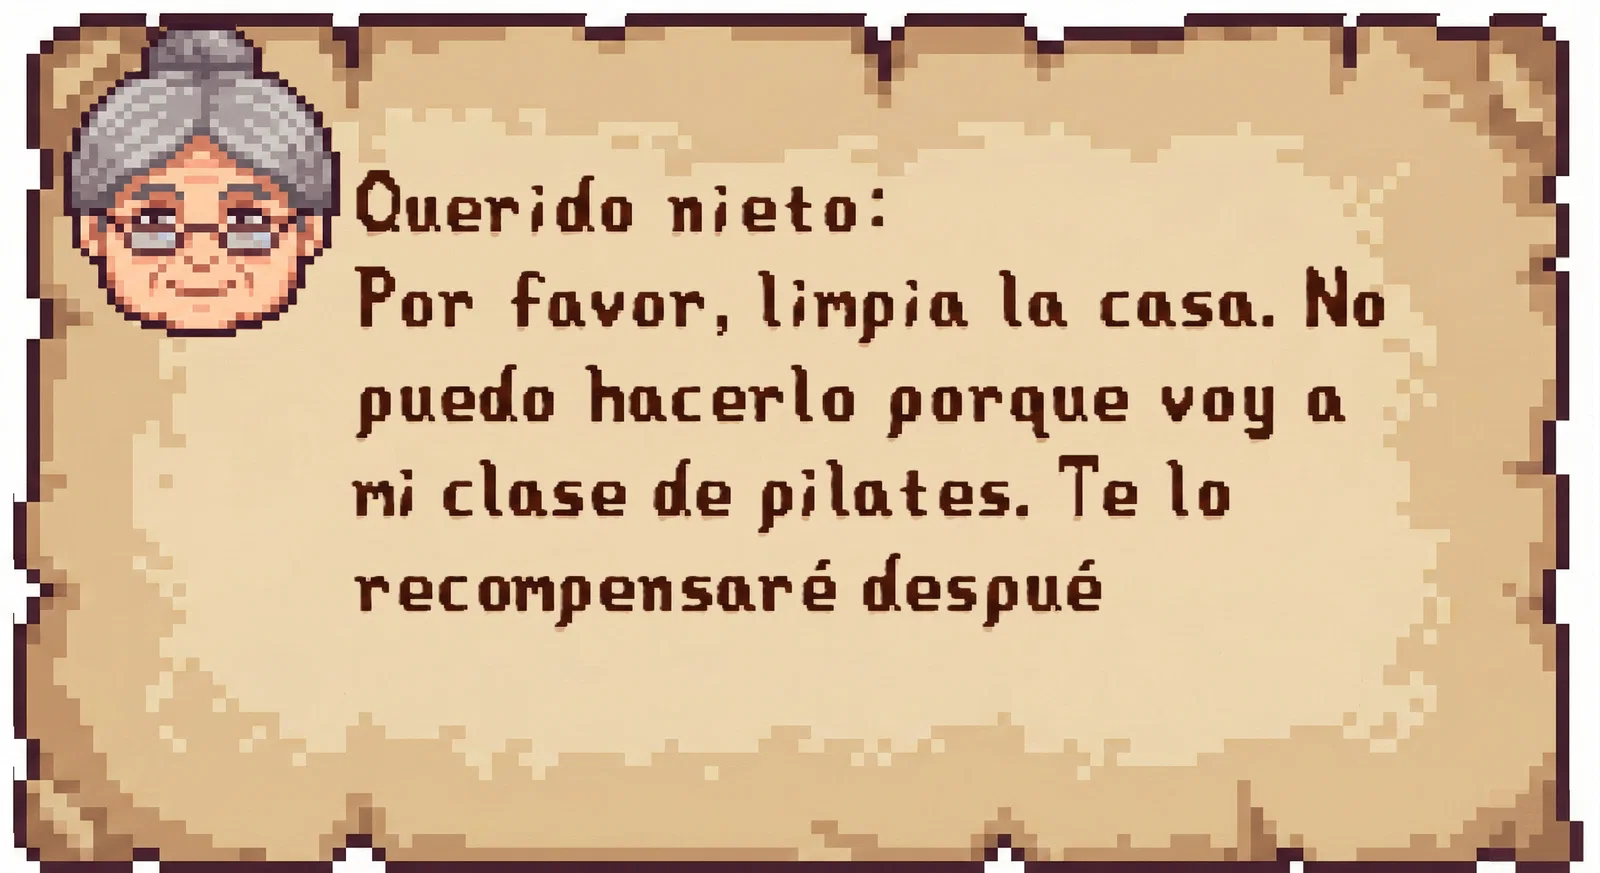 Querido nieto:
Por favor, limpia la casa. No
puedo hacerlo porque voy a
mi clase de pilates. Te lo
recompensaré despué